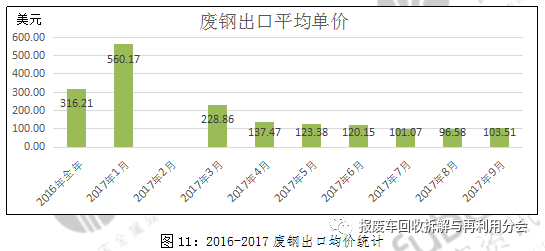 美元
废钢出口平均单价
600.00
500.00
400.00
300.00
200.00
100.00
0.00
316.21
560.17
228.86
137.47
123.38
120.15
101.07
96.58
103.51
2016年全年
2017年1月
2017年2月
2017年3月
2017年4月
2017年5月
2017年6月
2017年7月
2017年8月
2017年9月
报废车回收拆解与再利用分会
图 11：2016-2017 废钢出口均价统计